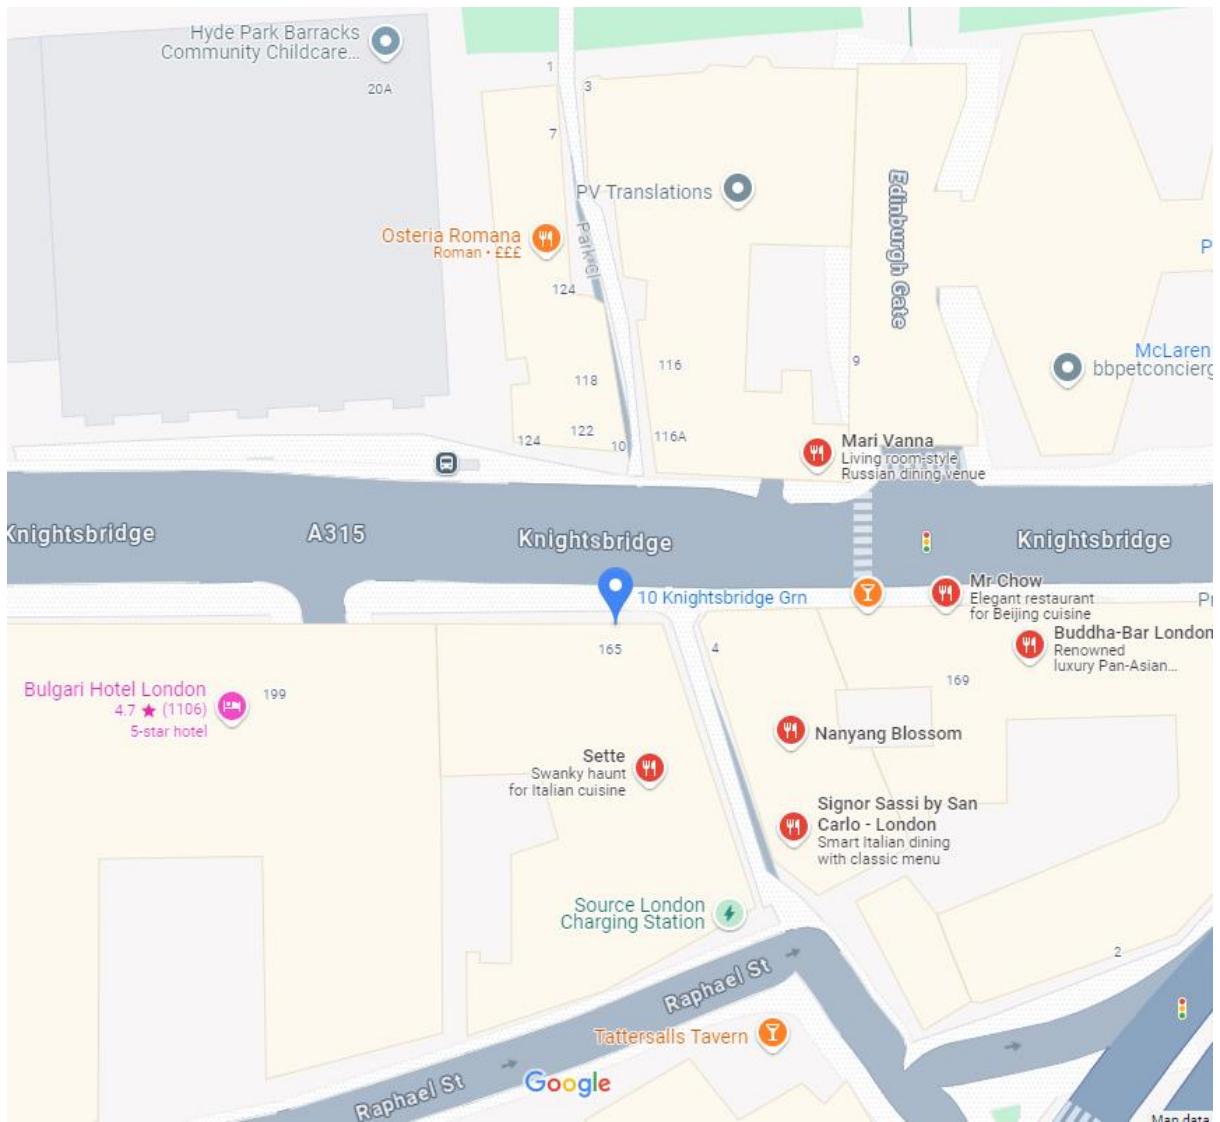 Hyde Park Barracks
Community Childcare...
20A
1
3
7
PV Translations
Edinburgh Gate
Osteria Romana
Roman • £££
Park Cl
124
P
McLaren
bbpetconcierg
116
9
118
122
124
10
116A
Mari Vanna
Living room-style
Russian dining venue
Knightsbridge
A315
Knightsbridge
Knightsbridge
10 Knightsbridge Grn
Mr Chow
Elegant restaurant
for Beijing cuisine
Pr
165
4
Buddha-Bar London
Renowned
luxury Pan-Asian...
169
Bulgari Hotel London
4.7 ★ (1106)
5-star hotel
199
Nanyang Blossom
Sette
Swanky haunt
for Italian cuisine
Signor Sassi by San
Carlo - London
Smart Italian dining
with classic menu
Source London
Charging Station
2
Raphael St
Tattersalls Tavern
Google
Raphael St
Map data